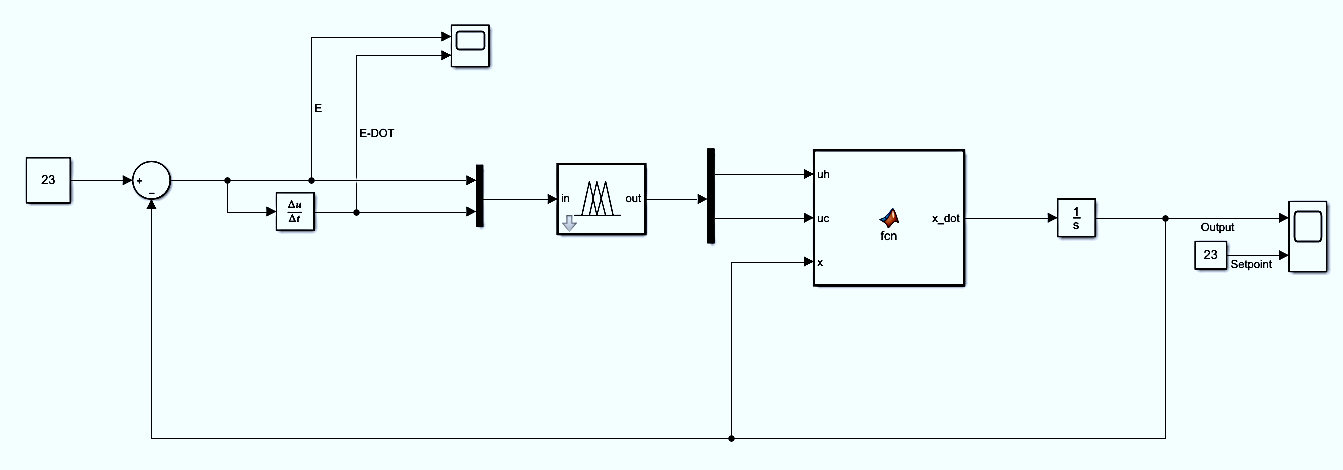 E
E-DOT
23
+
−
Δu
Δt
in
out
uh
uc
x
fcn
x_dot
1
s
Output
23
Setpoint